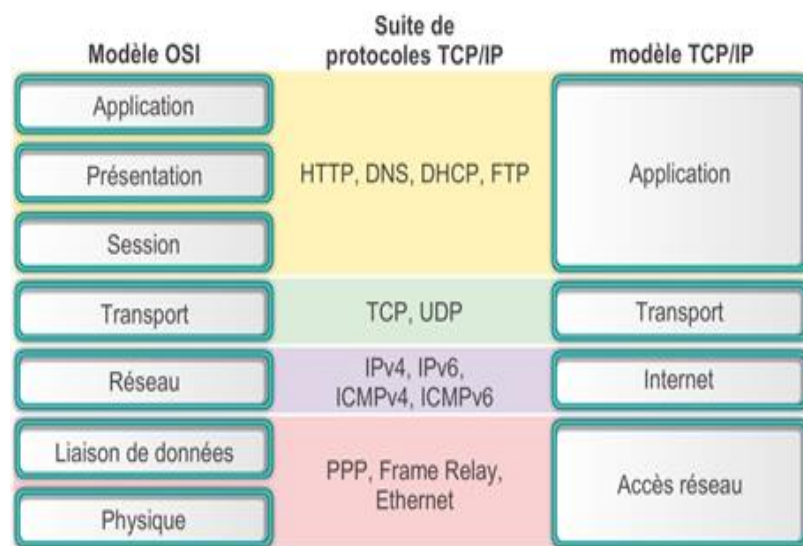 Modèle OSI
Suite de
protocoles TCP/IP
modèle TCP/IP
Application
Présentation
Session
HTTP, DNS, DHCP, FTP
Application
Transport
TCP, UDP
Transport
Réseau
IPv4, IPv6,
ICMPv4, ICMPv6
Internet
Liaison de données
Physique
PPP, Frame Relay,
Ethernet
Accès réseau